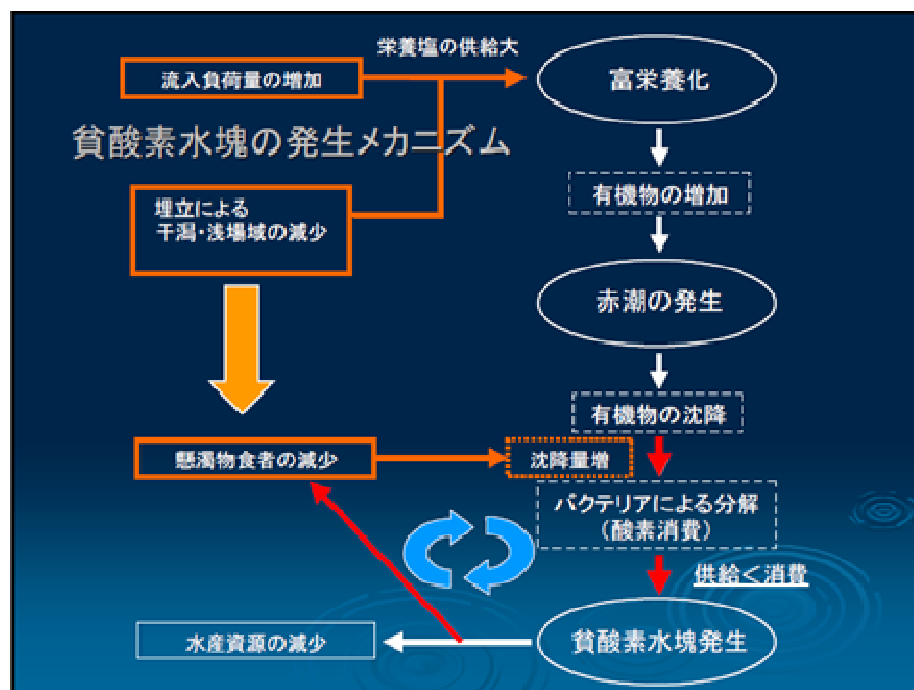 栄養塩の供給大
流入負荷量の増加
富栄養化
貧酸素水塊の発生メカニズム
有機物の増加
埋立による
干潟・浅場域の減少
赤潮の発生
有機物の沈降
懸濁物食者の減少
沈降量増
バクテリアによる分解
(酸素消費)
供給<消費
水産資源の減少
貧酸素水塊発生